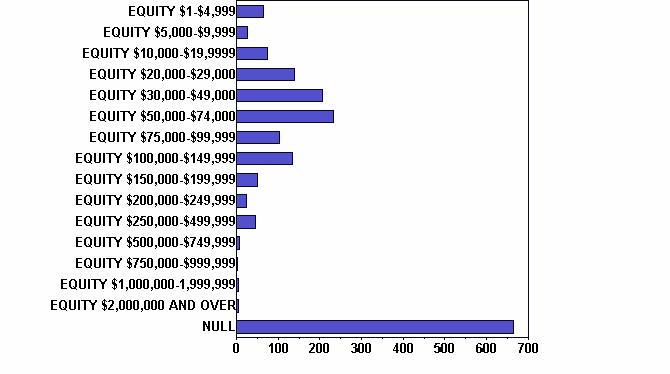 EQUITY $1-$4,999
EQUITY $5,000-$9,999
EQUITY $10,000-$19,9999
EQUITY $20,000-$29,000
EQUITY $30,000-$49,000
EQUITY $50,000-$74,000
EQUITY $75,000-$99,999
EQUITY $100,000-$149,999
EQUITY $150,000-$199,999
EQUITY $200,000-$249,999
EQUITY $250,000-$499,999
EQUITY $500,000-$749,999
EQUITY $750,000-$999,999
EQUITY $1,000,000-1,999,999
EQUITY $2,000,000 AND OVER
NULL
0 100 200 300 400 500 600 700